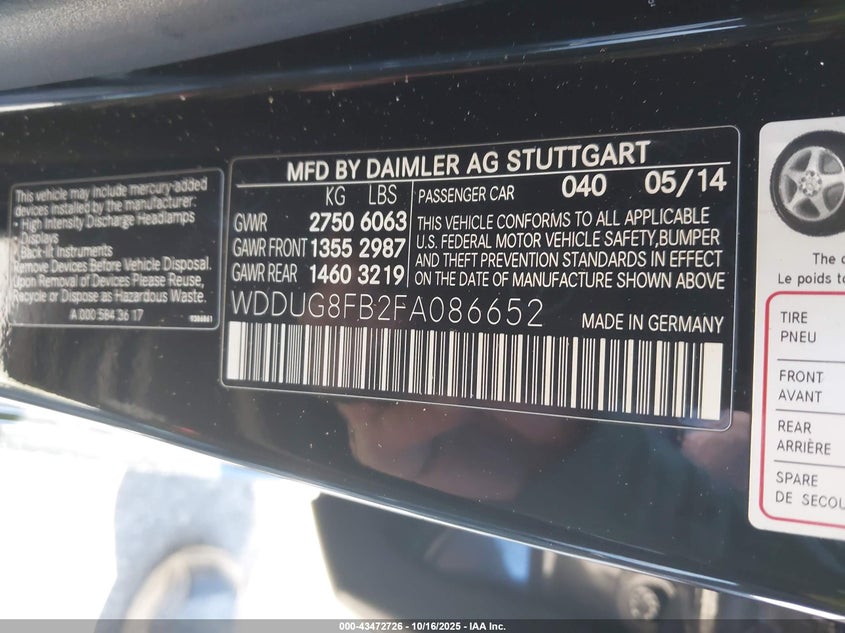 This vehicle may include mercury-added
devices installed by the manufacturer:
- High Intensity Discharge Headlamps
Displays
- Back-lit Instruments
Remove Devices Before Vehicle Disposal.
Upon Removal of Devices Please Reuse,
Recycle or Dispose as Hazardous Waste.
A 000 584 36 17
MFD BY DAIMLER AG STUTTGART
KG LBS
GVWR 2750 6063
GAWR FRONT 1355 2987
GAWR REAR 1460 3219
PASSENGER CAR 040 05/14
THIS VEHICLE CONFORMS TO ALL APPLICABLE
U.S. FEDERAL MOTOR VEHICLE SAFETY, BUMPER
AND THEFT PREVENTION STANDARDS IN EFFECT
ON THE DATE OF MANUFACTURE SHOWN ABOVE
WDDUG8FB2FA086652
MADE IN GERMANY
The
Le poids
TIRE
PNEU
FRONT
AVANT
REAR
ARRIÈRE
SPARE
DE
000-43472726 - 10/16/2025 - IAA Inc.